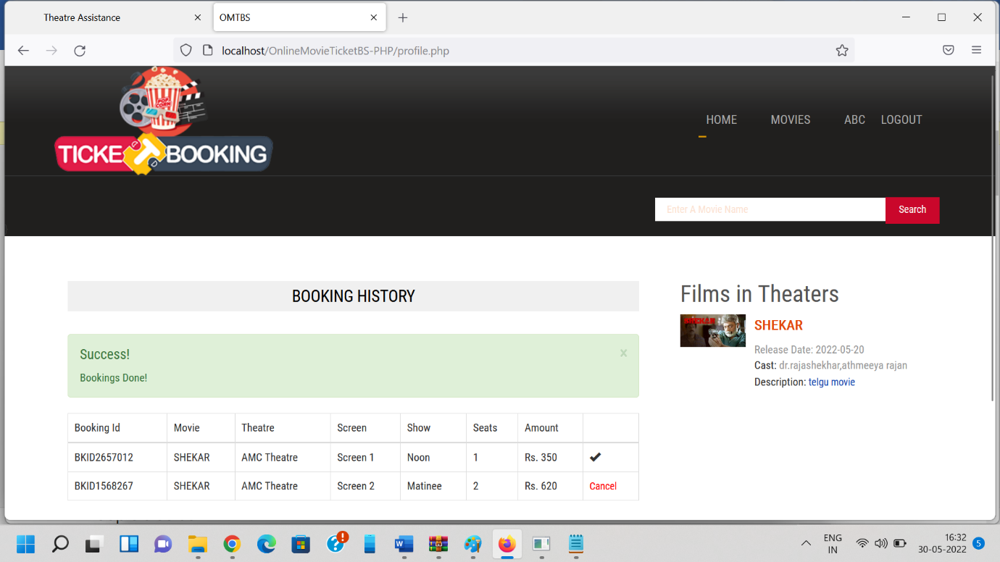 Theatre Assistance
OMTBS
localhost/OnlineMovieTicketBS-PHP/profile.php
POP CORN
TICKE BOOKING
HOME MOVIES ABC LOGOUT
Enter A Movie Name Search
BOOKING HISTORY
Success! ×
Bookings Done!
Booking Id Movie Theatre Screen Show Seats Amount
BKID2657012 SHEKAR AMC Theatre Screen 1 Noon 1 Rs. 350
BKID1568267 SHEKAR AMC Theatre Screen 2 Matinee 2 Rs. 620 Cancel
Films in Theaters
SHEKAR
SHEKAR
Release Date: 2022-05-20
Cast: dr.rajashekhar,athmeeya rajan
Description: telgu movie
ENG
IN
16:32
30-05-2022
5